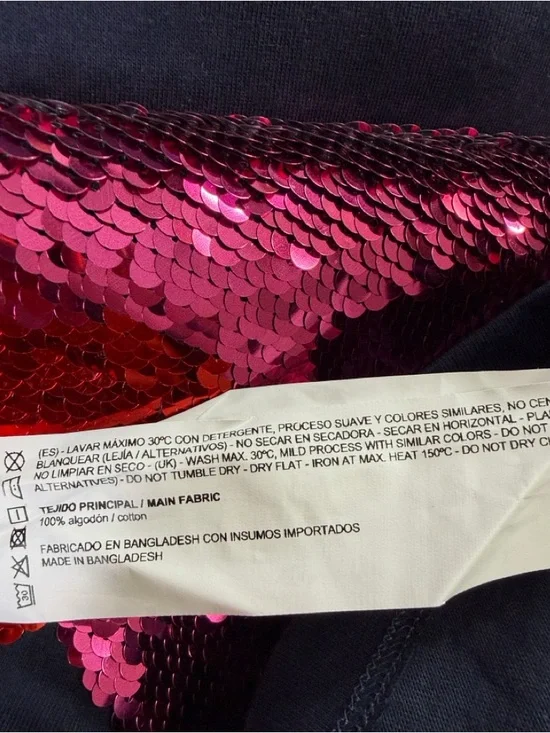 (ES) - LAVAR MÁXIMO 30ºC CON DETERGENTE, PROCESO SUAVE Y COLORES SIMILARES, NO CEN
BLANQUEAR (LEJÍA / ALTERNATIVOS) - NO SECAR EN SECADORA - SECAR EN HORIZONTAL - PLA
NO LIMPIAR EN SECO - (UK) - WASH MAX. 30ºC, MILD PROCESS WITH SIMILAR COLORS - DO NOT
ALTERNATIVES) - DO NOT TUMBLE DRY - DRY FLAT - IRON AT MAX. HEAT 150ºC - DO NOT DRY C
TEJIDO PRINCIPAL / MAIN FABRIC
100% algodón / cotton
FABRICADO EN BANGLADESH CON INSUMOS IMPORTADOS
MADE IN BANGLADESH
30